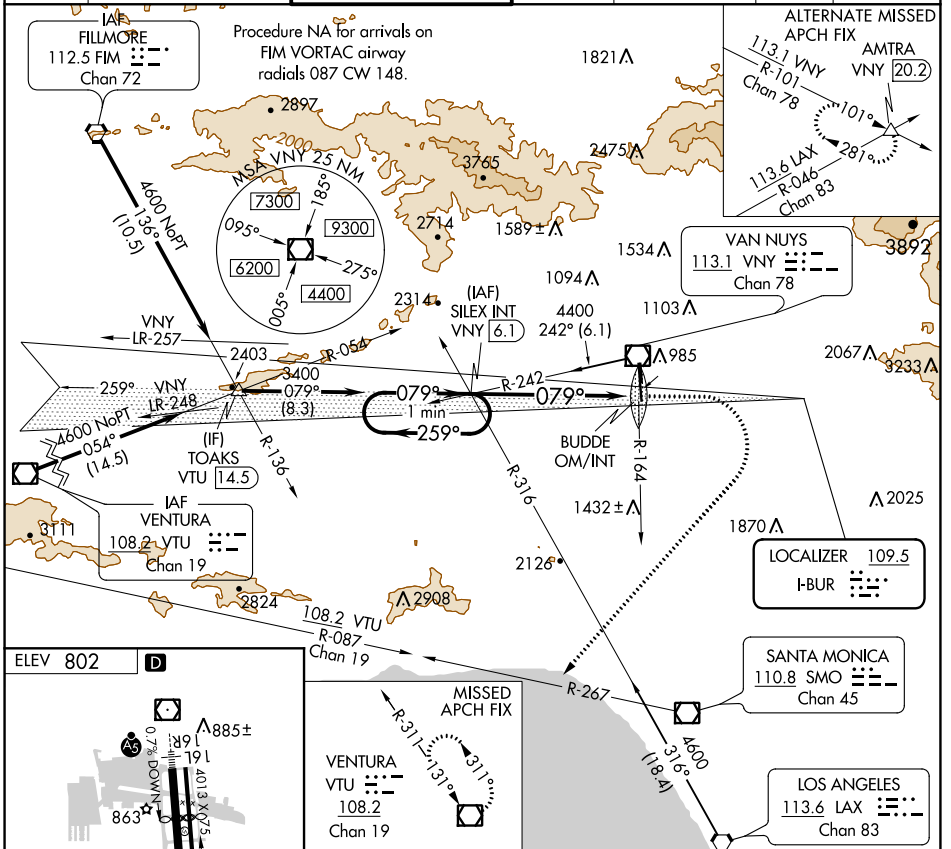 IAF
FILLMORE
112.5 FIM
Chan 72
Procedure NA for arrivals on
FIM VORTAC airway
radials 087 CW 148.
1821
ALTERNATE MISSED
APCH FIX
113.1 VNY
R-101
Chan 78
AMTRA
VNY 20.2
101°
281°
113.6 LAX
R-046
Chan 83
2897
2000
3765
2475
MSA VNY 25 NM
7300
185°
095°
9300
6200
275°
005°
4400
4600 NoPT
136°
(10.5)
2714
1589±
1534
1094
1103
VAN NUYS
113.1 VNY
Chan 78
3892
2314
(IAF)
SILEX INT
VNY 6.1
4400
242° (6.1)
VNY
LR-257
R-054
2403
3400
985
2067
3233
259°
VNY
LR-248
079°
(8.3)
079°
R-242
079°
1 min
259°
4600 NoPT
054°
(14.5)
(IF)
TOAKS
VTU 14.5
R-136
BUDDE
OM/INT
R-164
R-316
1432±
2025
1870
IAF
VENTURA
108.2 VTU
Chan 19
3111
2126
LOCALIZER 109.5
I-BUR
2824
2908
108.2 VTU
R-087
Chan 19
R-267
SANTA MONICA
110.8 SMO
Chan 45
4600
316°
(18.4)
LOS ANGELES
113.6 LAX
Chan 83
ELEV 802
D
A5
885±
16R
16L
0.7% DOWN
4013 X 075
863
MISSED
APCH FIX
R-311
131°
311°
VENTURA
VTU
108.2
Chan 19